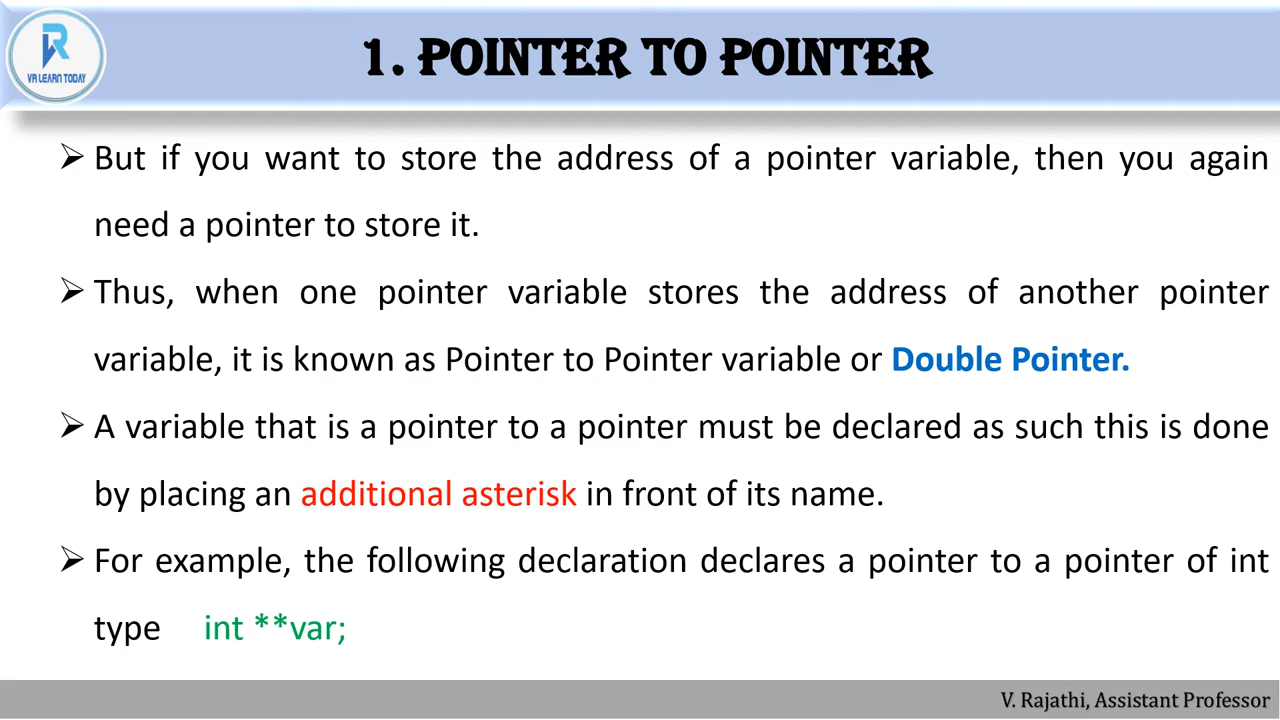 VR LEARN TODAY
1. POINTER TO POINTER
➢ But if you want to store the address of a pointer variable, then you again
need a pointer to store it.
➢ Thus, when one pointer variable stores the address of another pointer
variable, it is known as Pointer to Pointer variable or Double Pointer.
➢ A variable that is a pointer to a pointer must be declared as such this is done
by placing an additional asterisk in front of its name.
➢ For example, the following declaration declares a pointer to a pointer of int
type int **var;
V. Rajathi, Assistant Professor